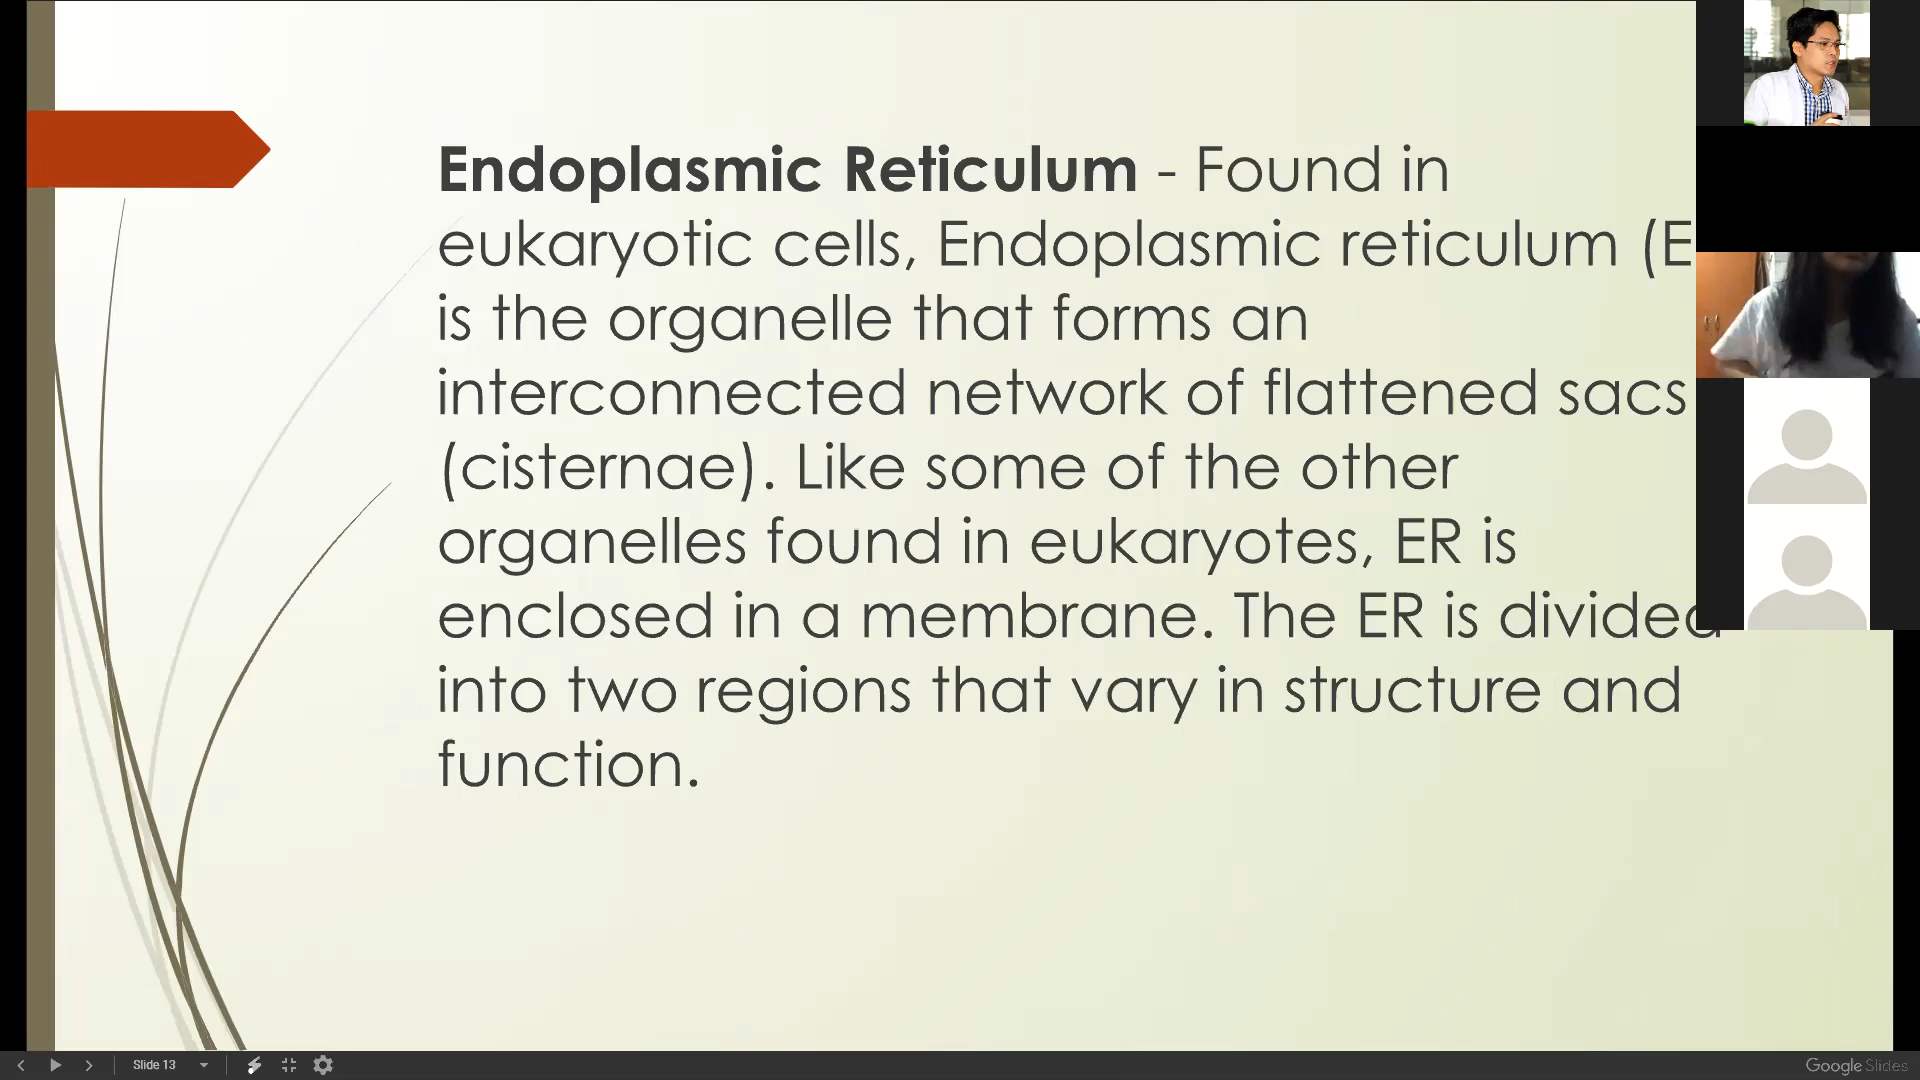 Endoplasmic Reticulum - Found in
eukaryotic cells, Endoplasmic reticulum (E
is the organelle that forms an
interconnected network of flattened sacs
(cisternae). Like some of the other
organelles found in eukaryotes, ER is
enclosed in a membrane. The ER is divided
into two regions that vary in structure and
function.
Slide 13
Google Slides